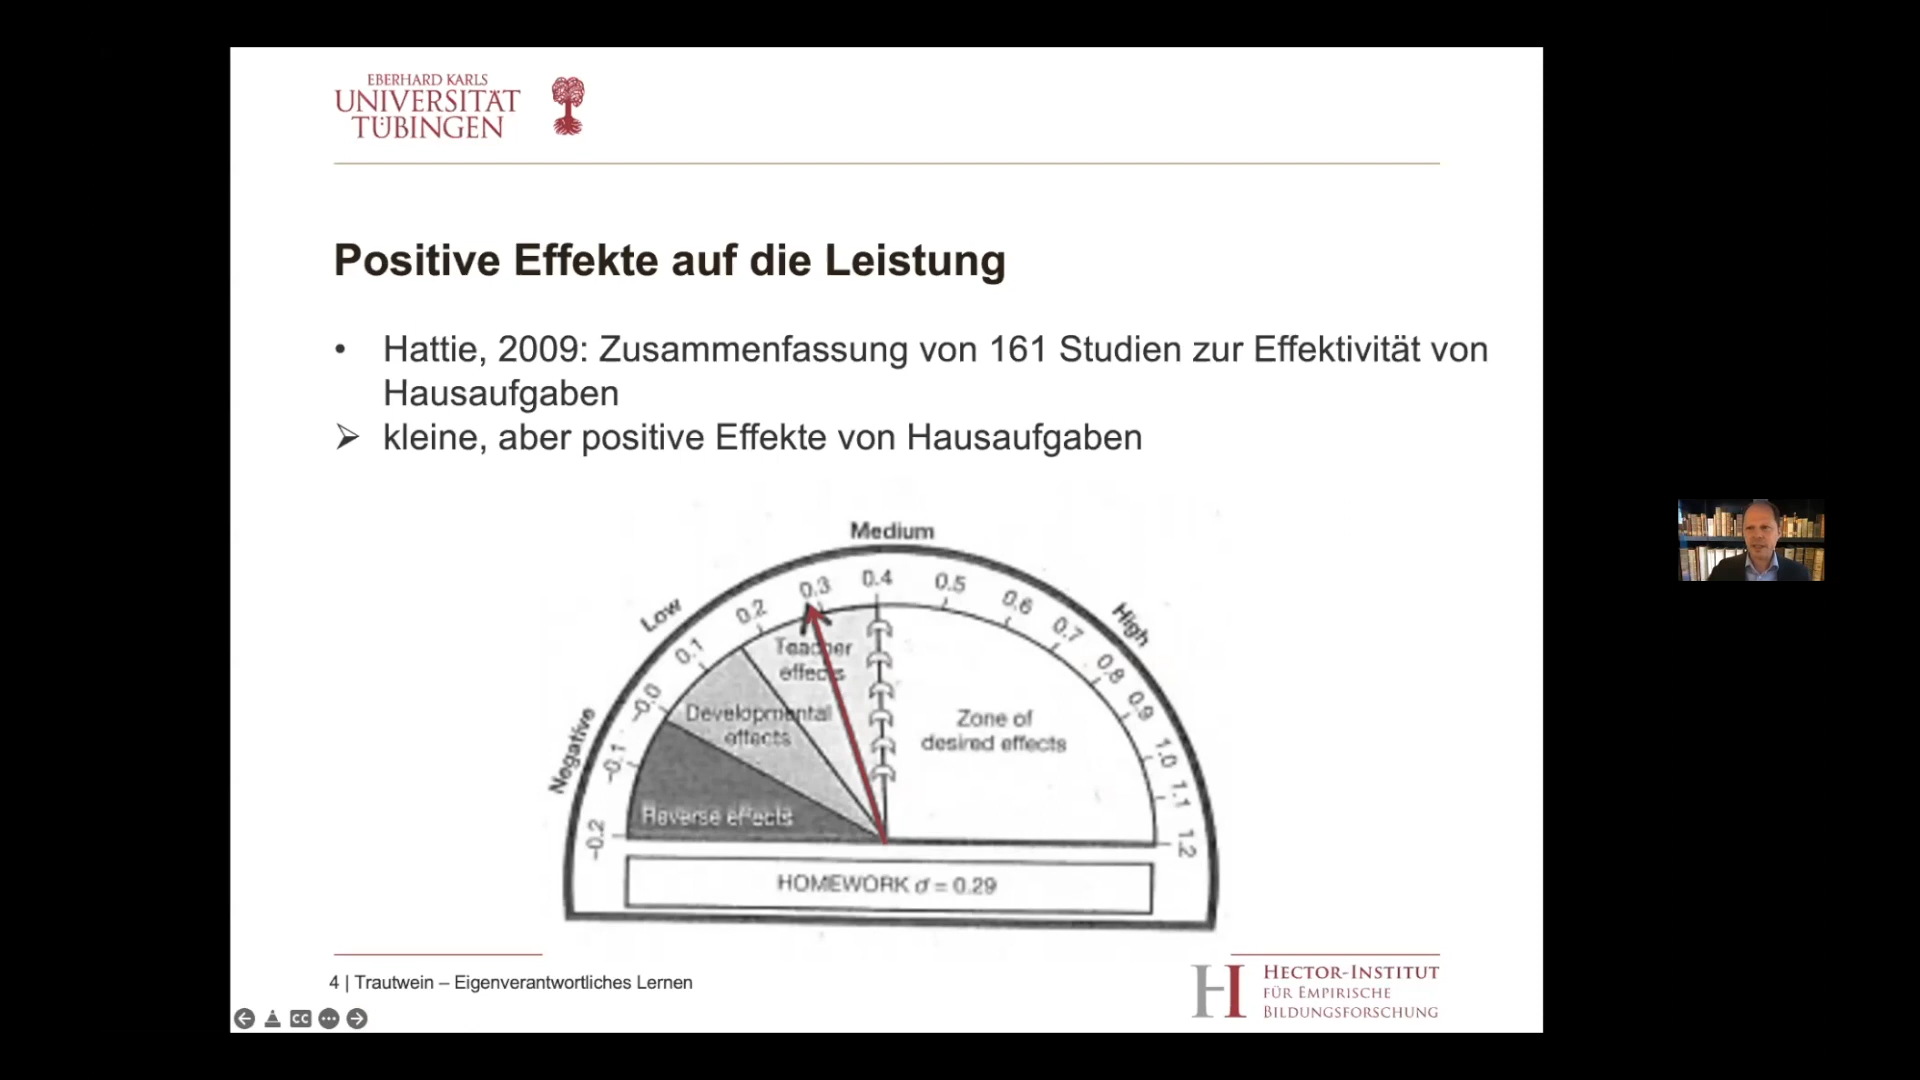 EBERHARD KARLS
UNIVERSITÄT
TÜBINGEN
Positive Effekte auf die Leistung
• Hattie, 2009: Zusammenfassung von 161 Studien zur Effektivität von
Hausaufgaben
➢ kleine, aber positive Effekte von Hausaufgaben
Negative
Low
Medium
High
-0.2
-0.1
-0.0
0.1
0.2
0.3
0.4
0.5
0.6
0.7
0.8
0.9
1.0
1.1
1.2
Reverse effects
Developmental
effects
Teacher
effects
Zone of
desired effects
HOMEWORK d = 0.29
4 | Trautwein – Eigenverantwortliches Lernen
HECTOR-INSTITUT
FÜR EMPIRISCHE
BILDUNGSFORSCHUNG
CC